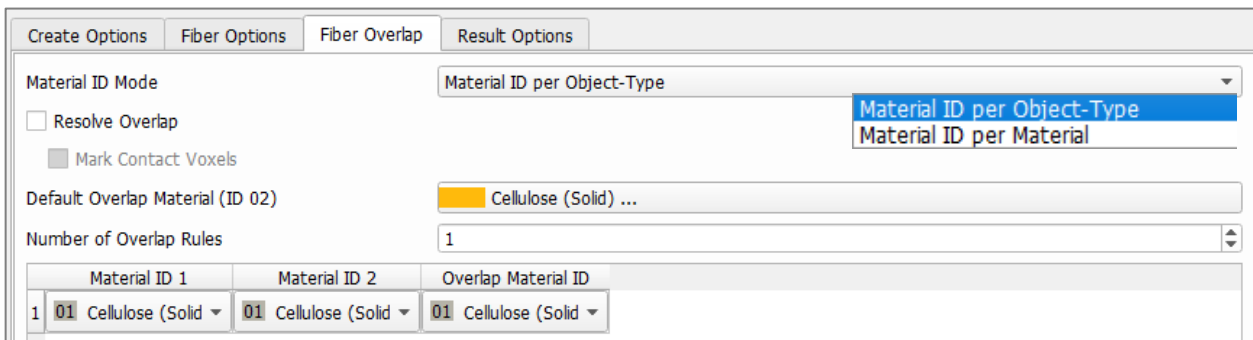 Create Options Fiber Options Fiber Overlap Result Options
Material ID Mode Material ID per Object-Type
Material ID per Object-Type
Resolve Overlap
Material ID per Material
Mark Contact Voxels
Default Overlap Material (ID 02) Cellulose (Solid) ...
Number of Overlap Rules 1
Material ID 1 Material ID 2 Overlap Material ID
1 01 Cellulose (Solid 01 Cellulose (Solid 01 Cellulose (Solid